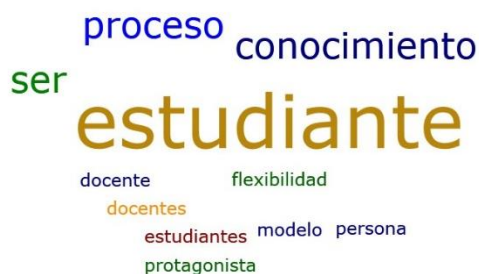 proceso
conocimiento
ser
estudiante
docente
flexibilidad
docentes
estudiantes
modelo
persona
protagonista